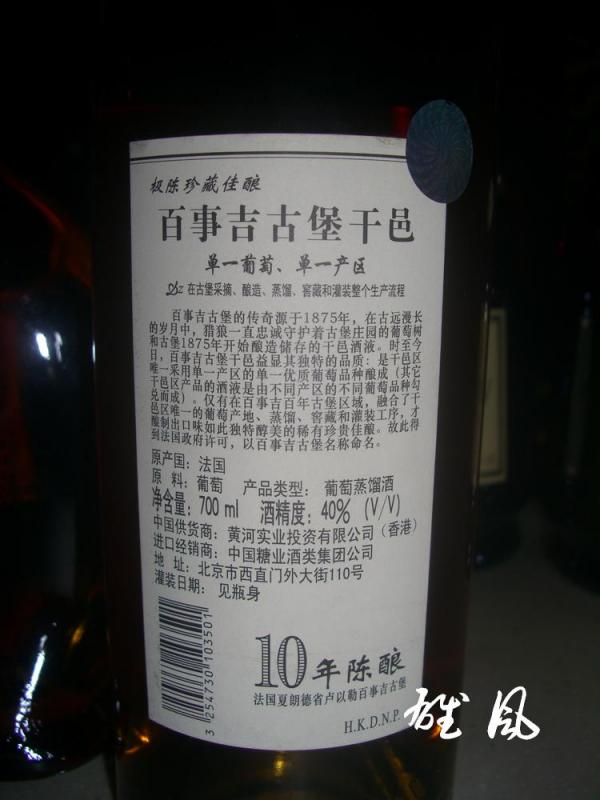 极陈珍藏佳酿
百事吉古堡干邑
单一葡萄、单一产区
在古堡采摘、酿造、蒸馏、窖藏和灌装整个生产流程
百事吉古堡的传奇源于1875年，在古远漫长
的岁月中，猎狼一直忠诚守护着古堡庄园的葡萄树
和古堡1875年开始酿造储存的干邑酒液。时至今
日，百事吉古堡干邑益显其独特的品质：是干邑区
唯一采用单一产区的单一优质葡萄品种酿成（其它
干邑区产品的酒液是由不同产区的不同葡萄品种勾
兑而成）。仅有在百事吉百年古堡区域，融合了干
邑区唯一的葡萄产地、蒸馏、窖藏和灌装工序，才
酿制出口味如此独特醇美的稀有珍贵佳酿。故此得
到法国政府许可，以百事吉古堡名称命名。
原产国：法国
原 料：葡萄 产品类型：葡萄蒸馏酒
净含量：700 ml 酒精度：40% (V/V)
中国供货商：黄河实业投资有限公司（香港）
进口经销商：中国糖业酒类集团公司
地 址：北京市西直门外大街110号
灌装日期：见瓶身
3 254730 103501
10年陈酿
法国夏朗德省卢以勒百事吉古堡
H.K.D.N.P.
雄风